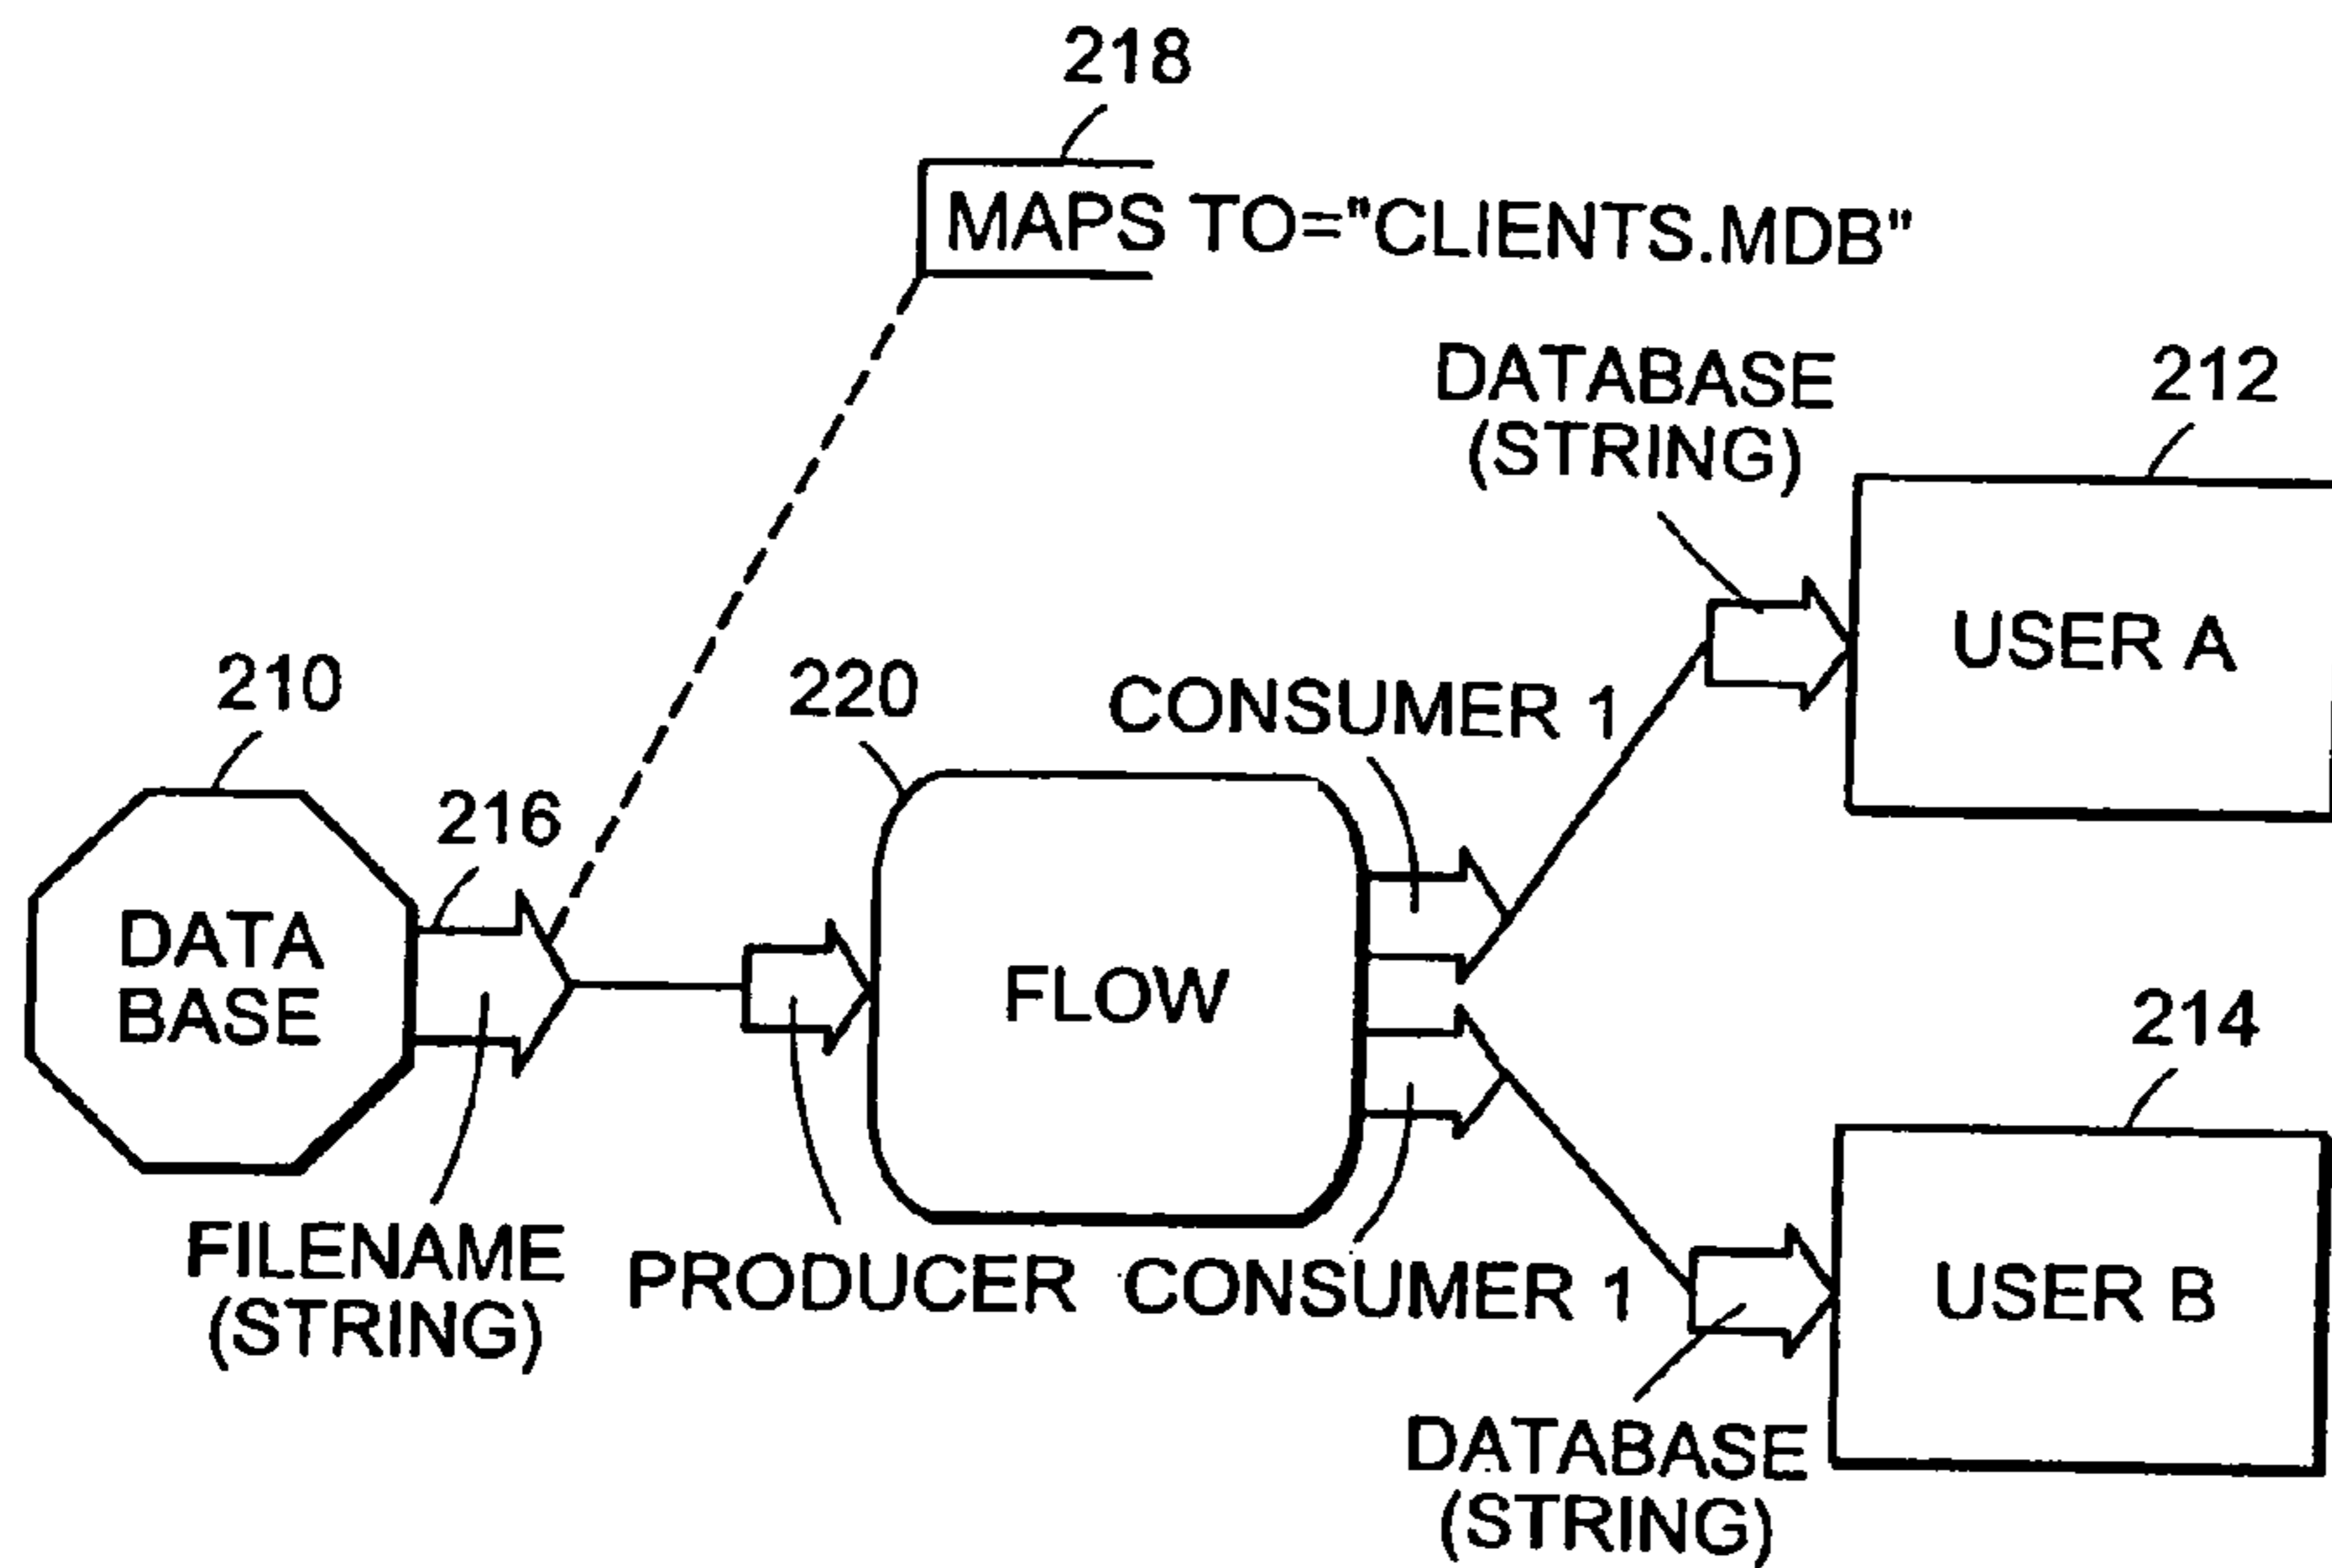 218
MAPS TO="CLIENTS.MDB"
DATABASE
(STRING)
212
USER A
210
216
220
CONSUMER 1
DATA
BASE
FLOW
214
FILENAME
(STRING)
PRODUCER
CONSUMER 1
USER B
DATABASE
(STRING)